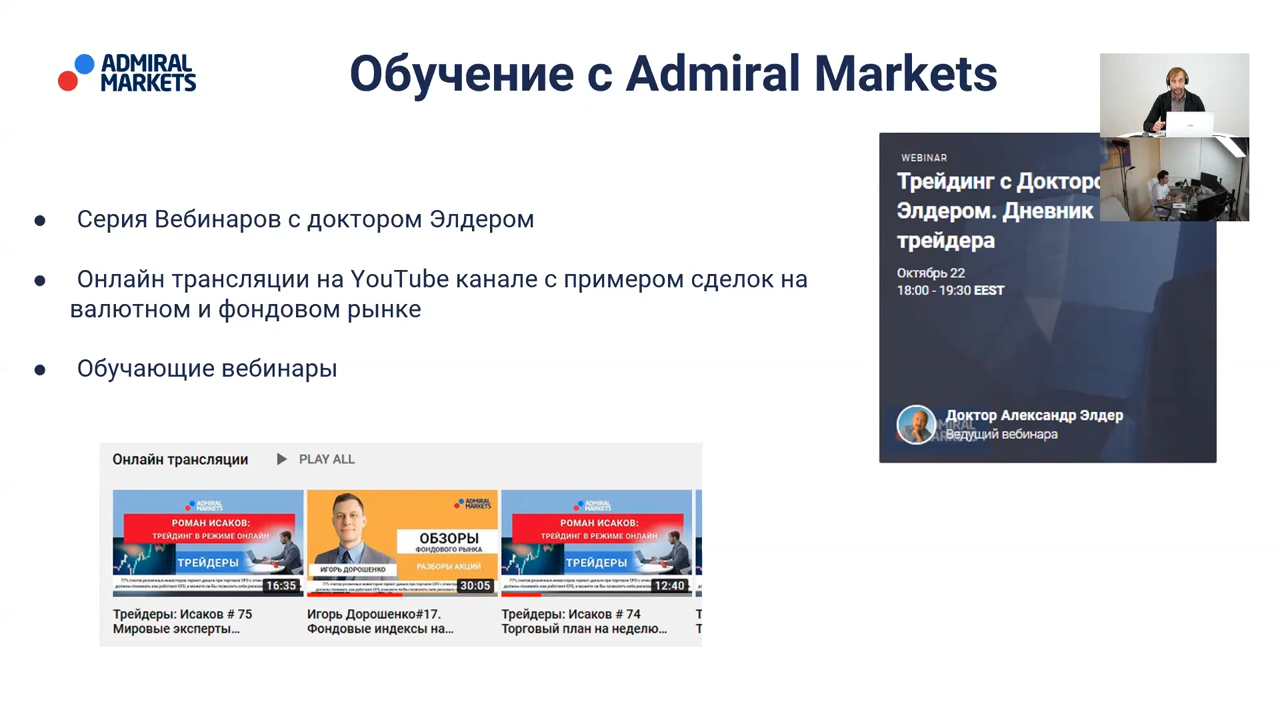 ADMIRAL
MARKETS
Обучение с Admiral Markets
● Серия Вебинаров с доктором Элдером
● Онлайн трансляции на YouTube канале с примером сделок на
валютном и фондовом рынке
● Обучающие вебинары
WEBINAR
Трейдинг с Докторо
Элдером. Дневник
трейдера
Октябрь 22
18:00 - 19:30 EEST
Доктор Александр Элдер
Ведущий вебинара
Онлайн трансляции ▶ PLAY ALL
ADMIRAL
MARKETS
РОМАН ИСАКОВ:
ТРЕЙДИНГ В РЕЖИМЕ ОНЛАЙН
ТРЕЙДЕРЫ
16:35
Трейдеры: Исаков # 75
Мировые эксперты...
ADMIRAL
MARKETS
ОБЗОРЫ
ФОНДОВОГО РЫНКА
ИГОРЬ ДОРОШЕНКО
РАЗБОРЫ АКЦИЙ
30:05
Игорь Дорошенко#17.
Фондовые индексы на...
ADMIRAL
MARKETS
РОМАН ИСАКОВ:
ТРЕЙДИНГ В РЕЖИМЕ ОНЛАЙН
ТРЕЙДЕРЫ
12:40
Трейдеры: Исаков # 74
Торговый план на неделю...